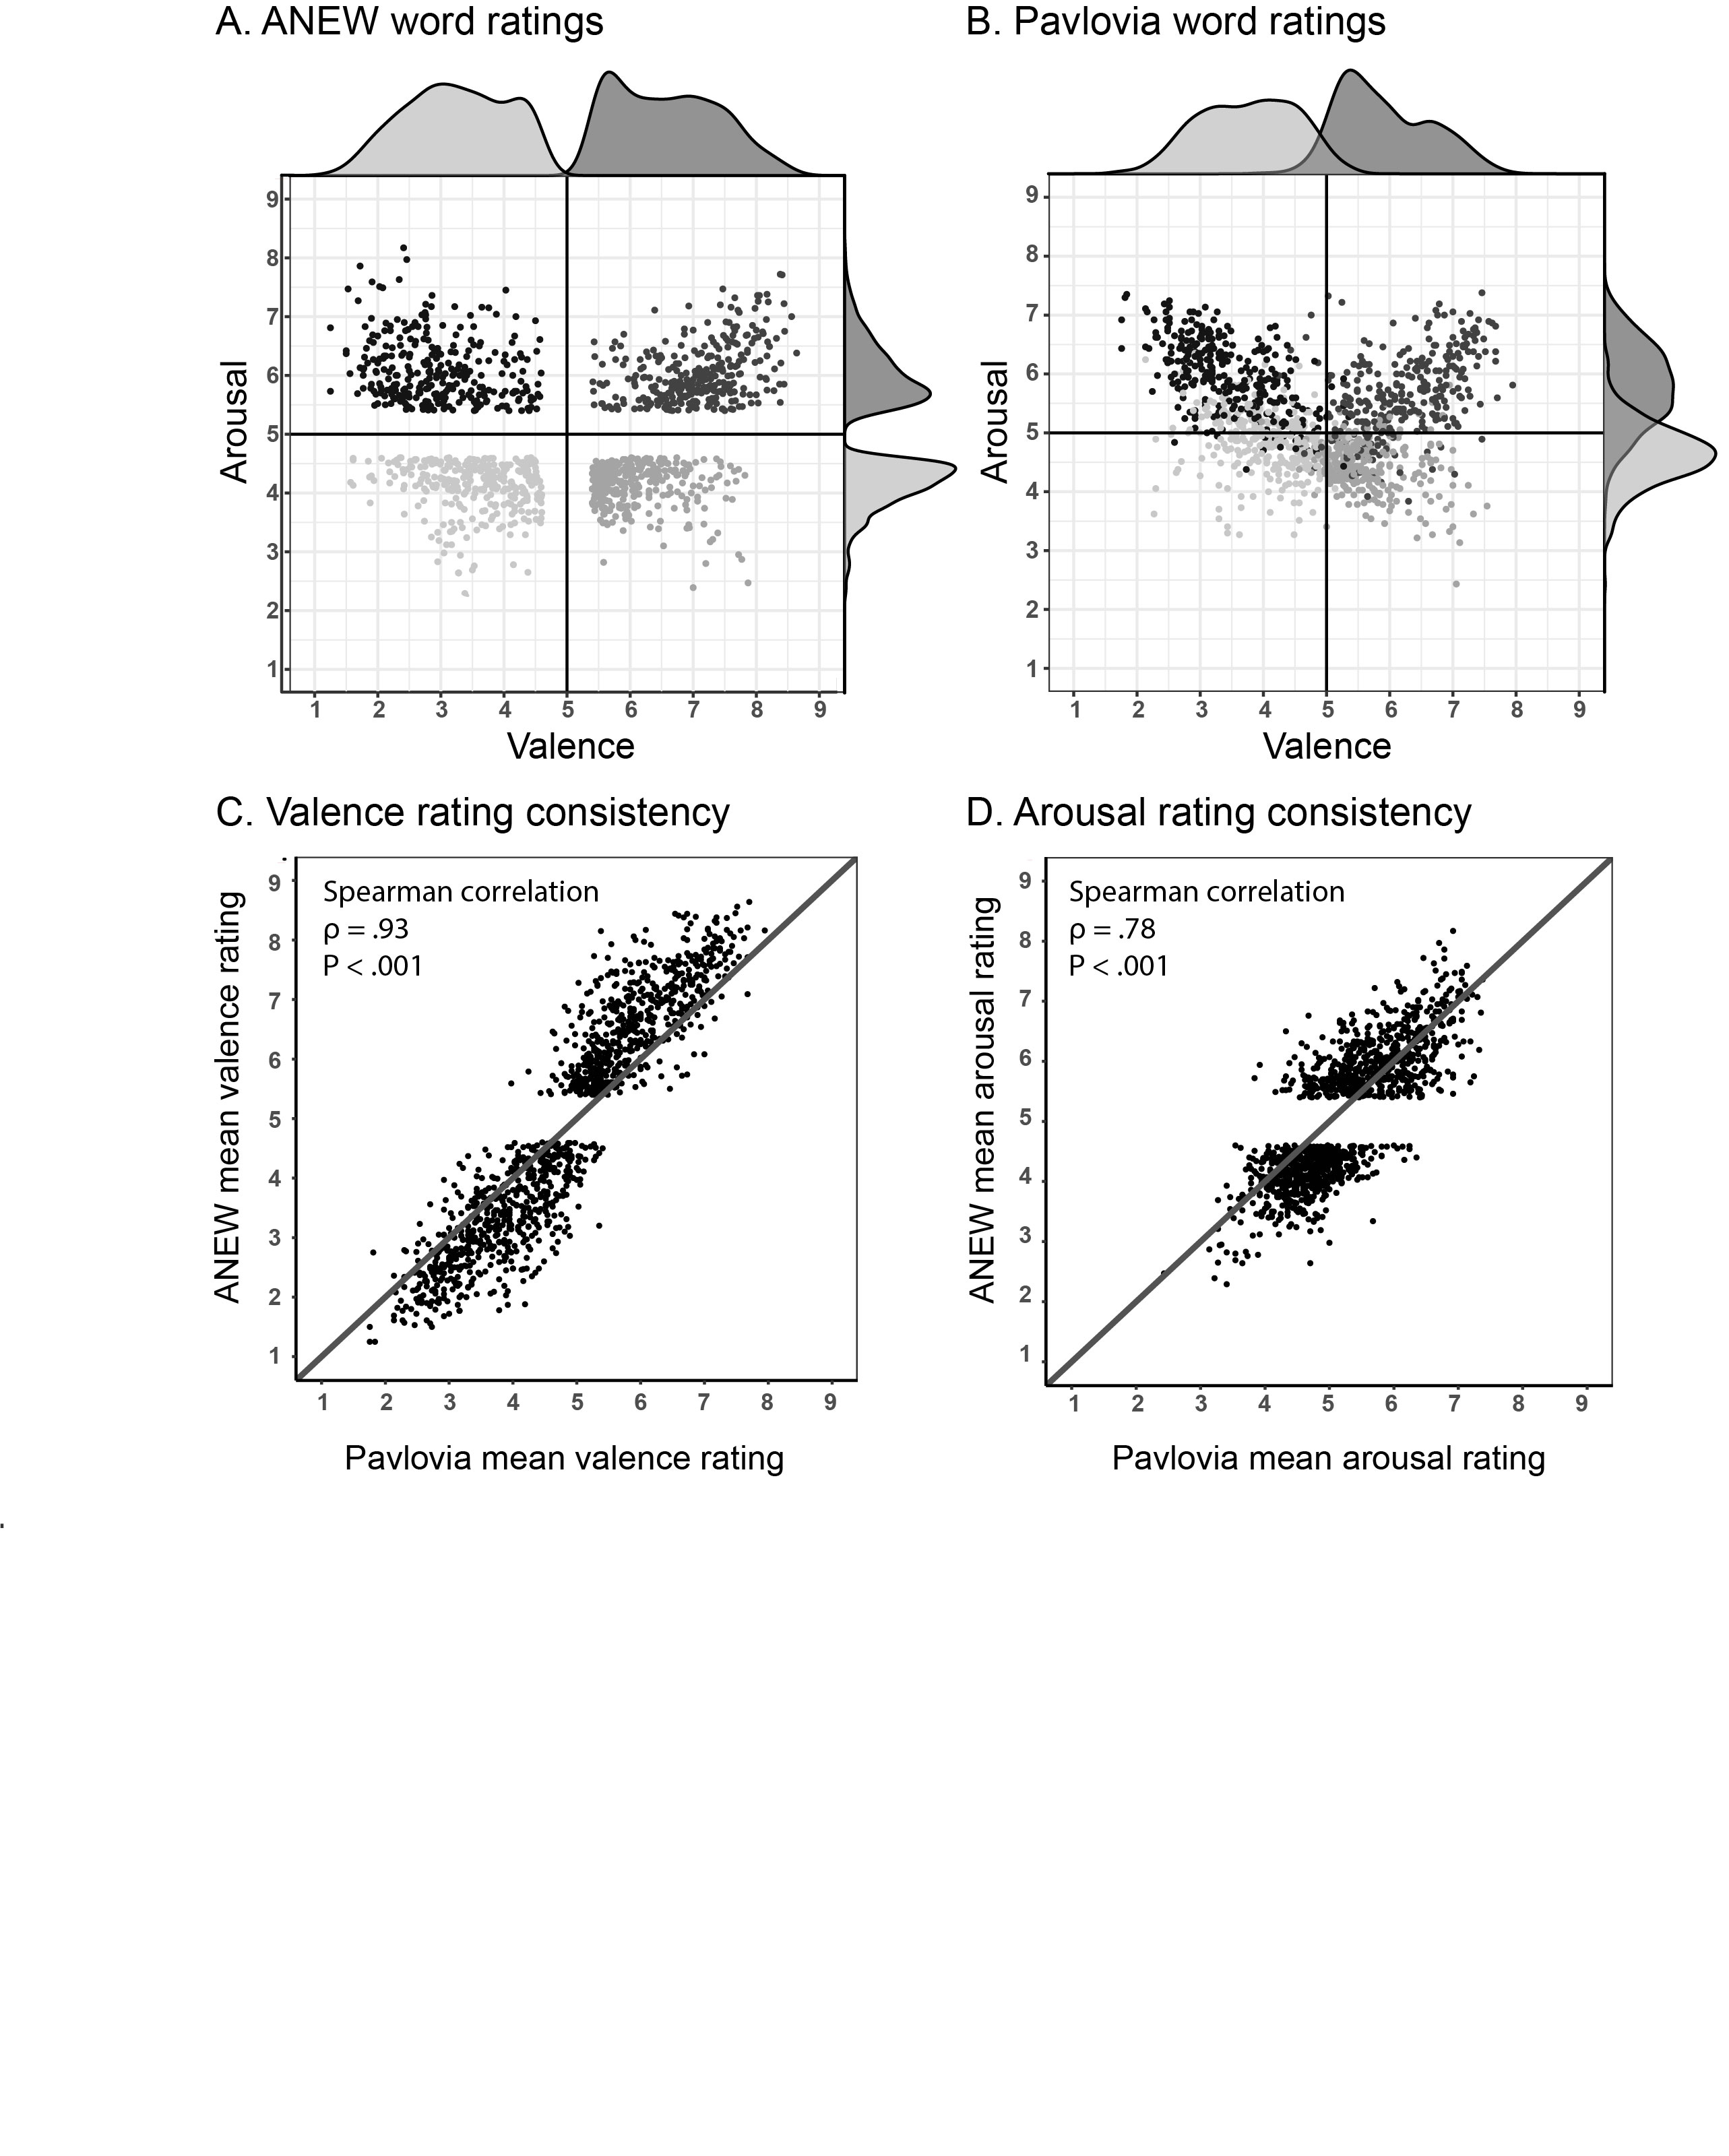 A. ANEW word ratings
9
8
7
6
5
4
3
2
1
Arousal
1 2 3 4 5 6 7 8 9
Valence
B. Pavlovia word ratings
9
8
7
6
5
4
3
2
1
Arousal
1 2 3 4 5 6 7 8 9
Valence
C. Valence rating consistency
Spearman correlation
ρ = .93
P < .001
9
8
7
6
5
4
3
2
1
ANEW mean valence rating
1 2 3 4 5 6 7 8 9
Pavlovia mean valence rating
D. Arousal rating consistency
Spearman correlation
ρ = .78
P < .001
9
8
7
6
5
4
3
2
1
ANEW mean arousal rating
1 2 3 4 5 6 7 8 9
Pavlovia mean arousal rating
.